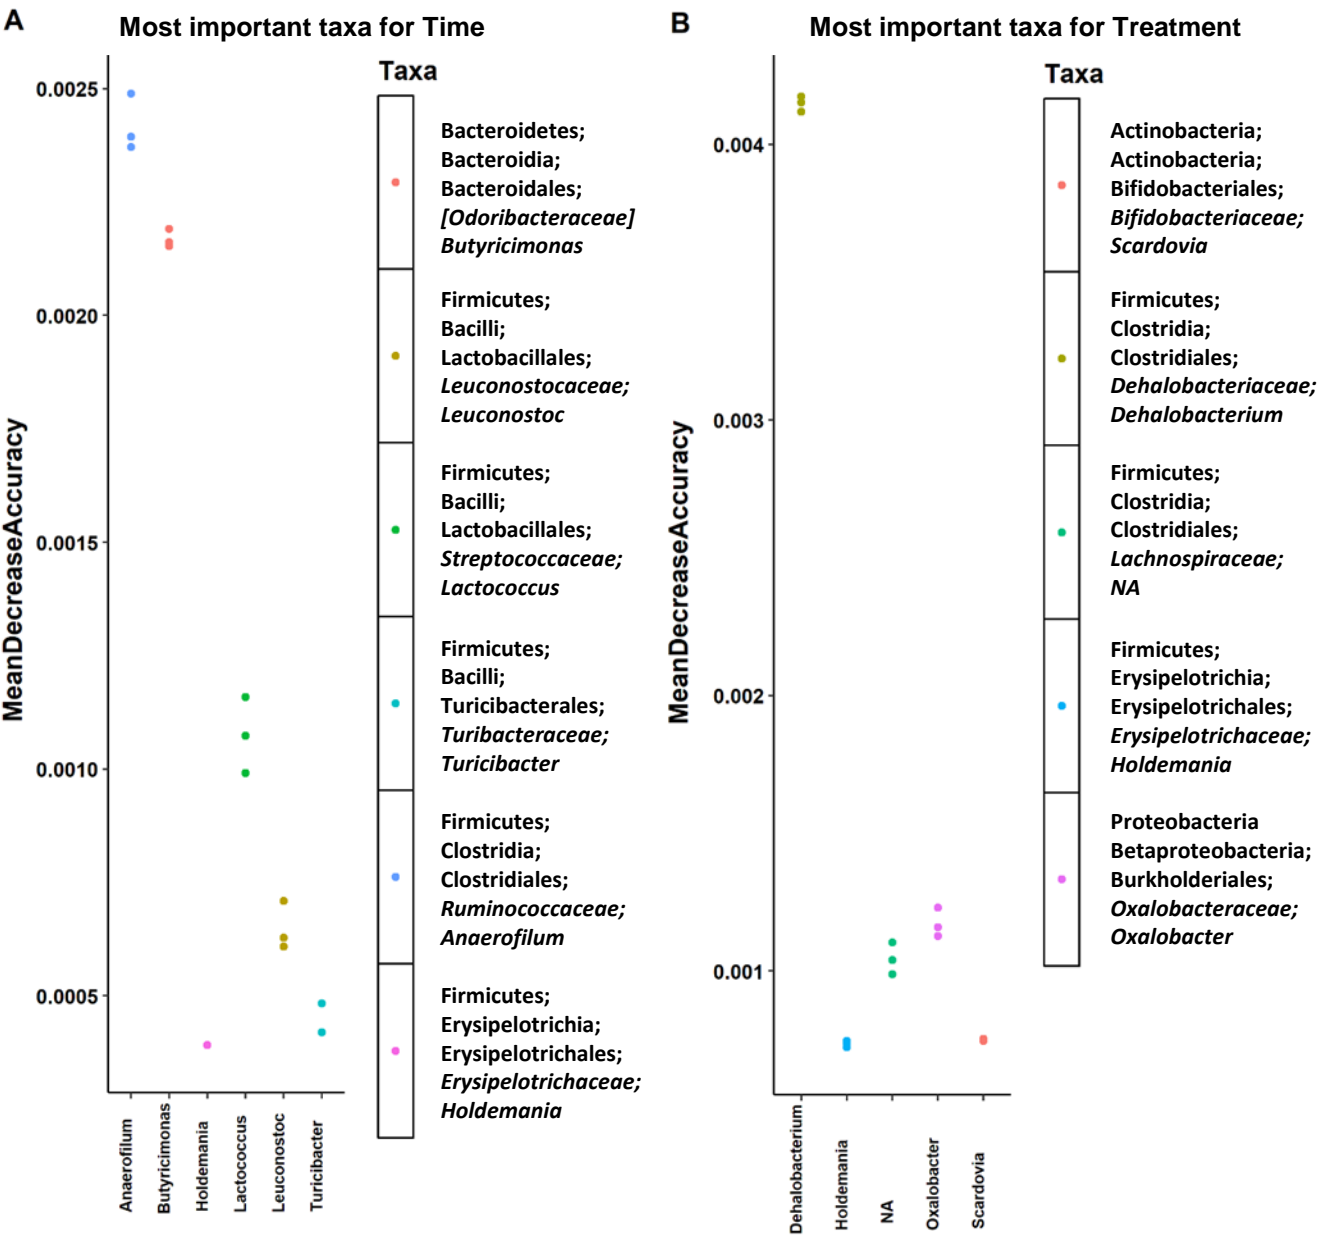 A
Most important taxa for Time
MeanDecreaseAccuracy
0.0025
0.0020
0.0015
0.0010
0.0005
Anaerofilum
Butyricimonas
Holdemania
Lactococcus
Leuconostoc
Turicibacter
Taxa
Bacteroidetes;
Bacteroidia;
Bacteroidales;
[Odoribacteraceae]
Butyricimonas
Firmicutes;
Bacilli;
Lactobacillales;
Leuconostocaceae;
Leuconostoc
Firmicutes;
Bacilli;
Lactobacillales;
Streptococcaceae;
Lactococcus
Firmicutes;
Bacilli;
Turicibacterales;
Turibacteraceae;
Turicibacter
Firmicutes;
Clostridia;
Clostridiales;
Ruminococcaceae;
Anaerofilum
Firmicutes;
Erysipelotrichia;
Erysipelotrichales;
Erysipelotrichaceae;
Holdemania
B
Most important taxa for Treatment
MeanDecreaseAccuracy
0.004
0.003
0.002
0.001
Dehalobacterium
Holdemania
NA
Oxalobacter
Scardovia
Taxa
Actinobacteria;
Actinobacteria;
Bifidobacteriales;
Bifidobacteriaceae;
Scardovia
Firmicutes;
Clostridia;
Clostridiales;
Dehalobacteriaceae;
Dehalobacterium
Firmicutes;
Clostridia;
Clostridiales;
Lachnospiraceae;
NA
Firmicutes;
Erysipelotrichia;
Erysipelotrichales;
Erysipelotrichaceae;
Holdemania
Proteobacteria
Betaproteobacteria;
Burkholderiales;
Oxalobacteraceae;
Oxalobacter